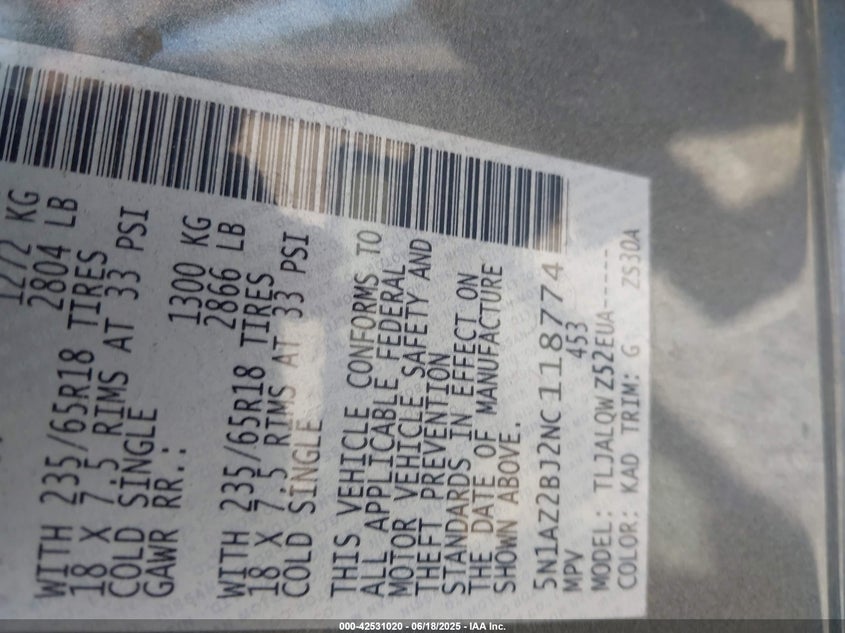 1272 KG
2804 LB
WITH 235/65R18 TIRES
18 X 7.5 RIMS AT 33 PSI
COLD SINGLE
GAWR RR.:
1300 KG
2866 LB
WITH 235/65R18 TIRES
18 X 7.5 RIMS AT 33 PSI
COLD SINGLE
THIS VEHICLE CONFORMS TO
ALL APPLICABLE FEDERAL
MOTOR VEHICLE SAFETY AND
THEFT PREVENTION
STANDARDS IN EFFECT ON
THE DATE OF MANUFACTURE
SHOWN ABOVE.
5N1AZ2BJ2NC118774
MPV 453
MODEL: TLJALQWZ52EUA-----
COLOR: KAD TRIM: G ZS30A
000-42531020 - 06/18/2025 - IAA Inc.